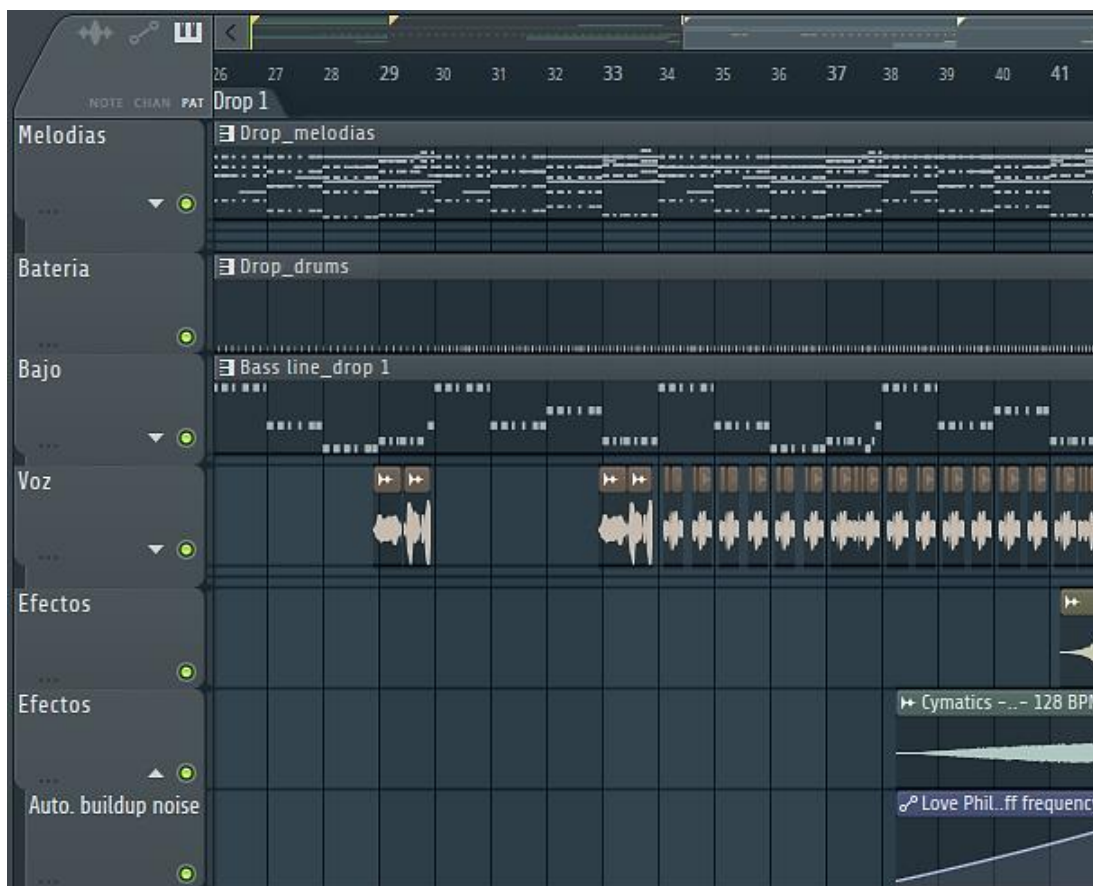 NOTE CHAN PAT
26 27 28 29 30 31 32 33 34 35 36 37 38 39 40 41
Drop 1
Melodias
Drop_melodias
Bateria
Drop_drums
Bajo
Bass line_drop 1
Voz
Efectos
Efectos
Cymatics -..- 128 BPM
Auto. buildup noise
Love Phil..ff frequenc